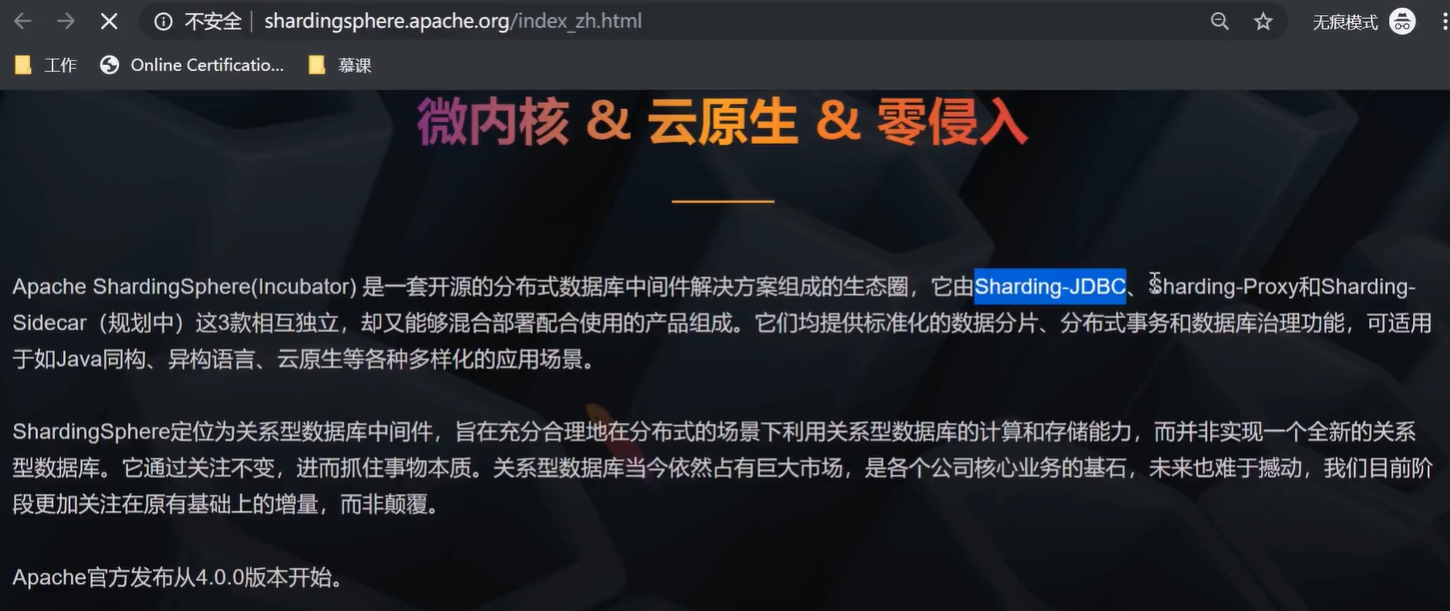 不安全 | shardingsphere.apache.org/index_zh.html 无痕模式
工作 Online Certificatio... 慕课
微内核 & 云原生 & 零侵入
Apache ShardingSphere(Incubator) 是一套开源的分布式数据库中间件解决方案组成的生态圈，它由Sharding-JDBC、Sharding-Proxy和Sharding-
Sidecar（规划中）这3款相互独立，却又能够混合部署配合使用的产品组成。它们均提供标准化的数据分片、分布式事务和数据库治理功能，可适用
于如Java同构、异构语言、云原生等各种多样化的应用场景。
ShardingSphere定位为关系型数据库中间件，旨在充分合理地在分布式的场景下利用关系型数据库的计算和存储能力，而并非实现一个全新的关系
型数据库。它通过关注不变，进而抓住事物本质。关系型数据库当今依然占有巨大市场，是各个公司核心业务的基石，未来也难于撼动，我们目前阶
段更加关注在原有基础上的增量，而非颠覆。
Apache官方发布从4.0.0版本开始。